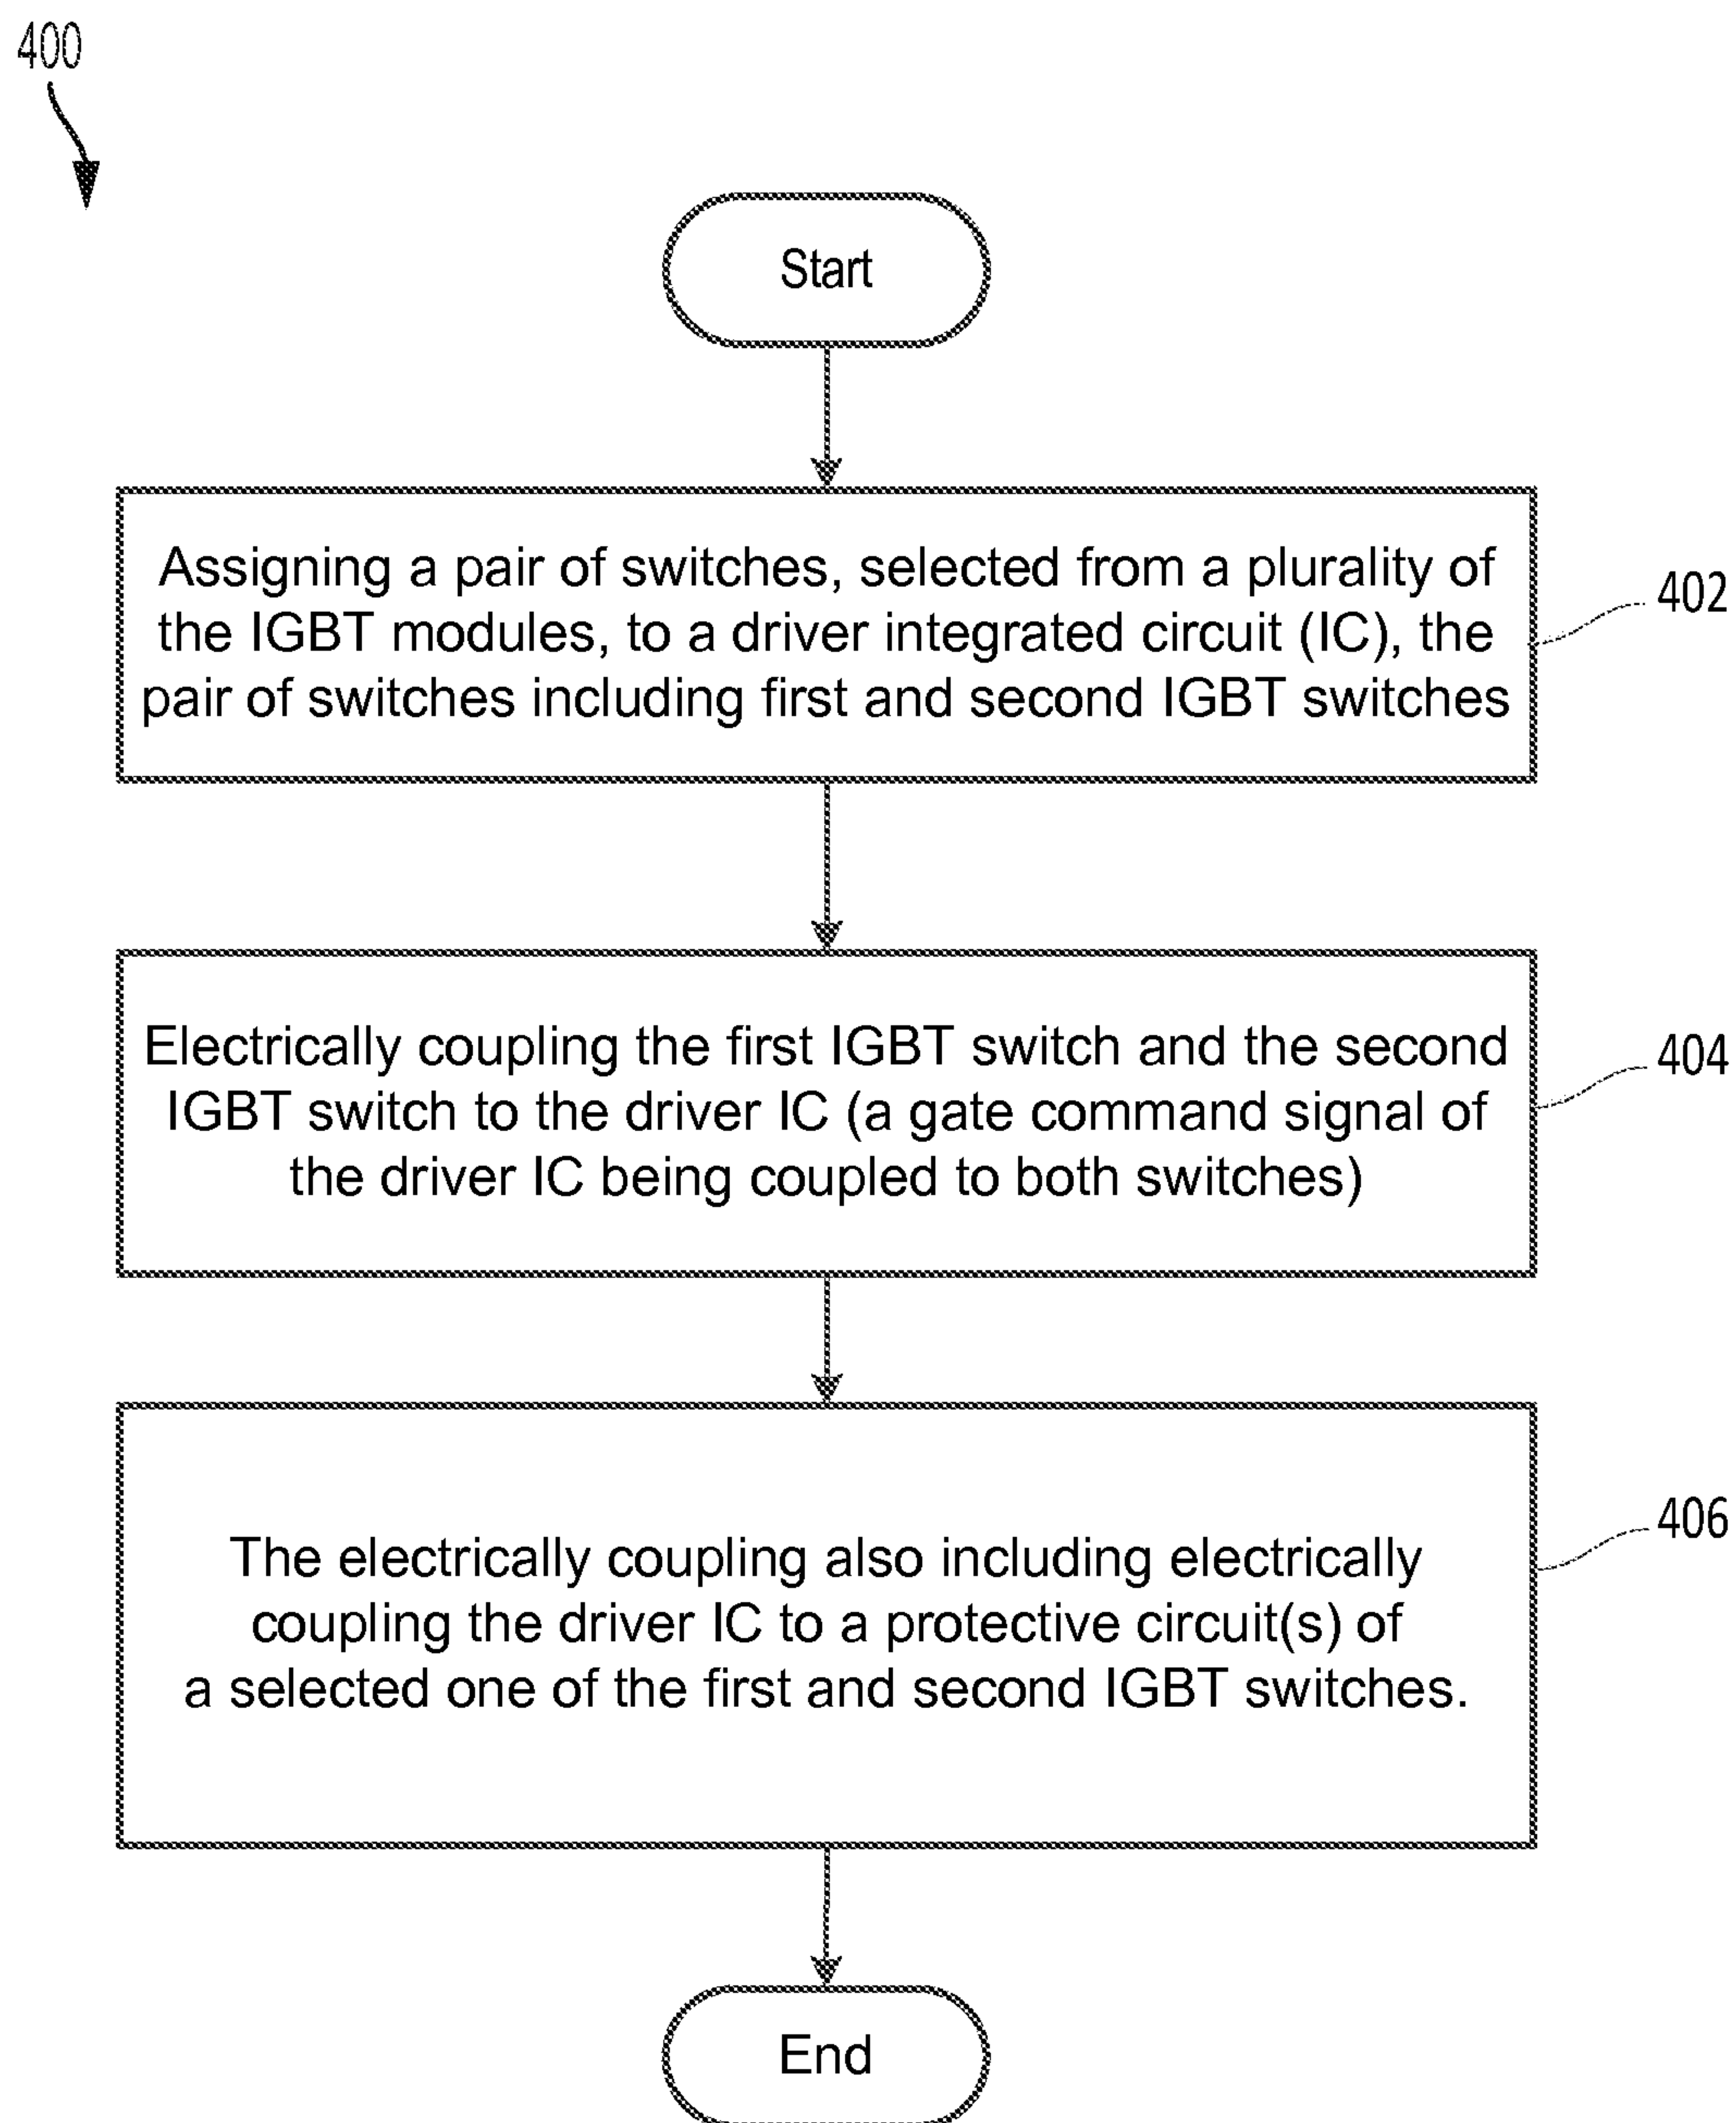 400
Start
Assigning a pair of switches, selected from a plurality of
the IGBT modules, to a driver integrated circuit (IC), the
pair of switches including first and second IGBT switches
402
Electrically coupling the first IGBT switch and the second
IGBT switch to the driver IC (a gate command signal of
the driver IC being coupled to both switches)
404
The electrically coupling also including electrically
coupling the driver IC to a protective circuit(s) of
a selected one of the first and second IGBT switches.
406
End